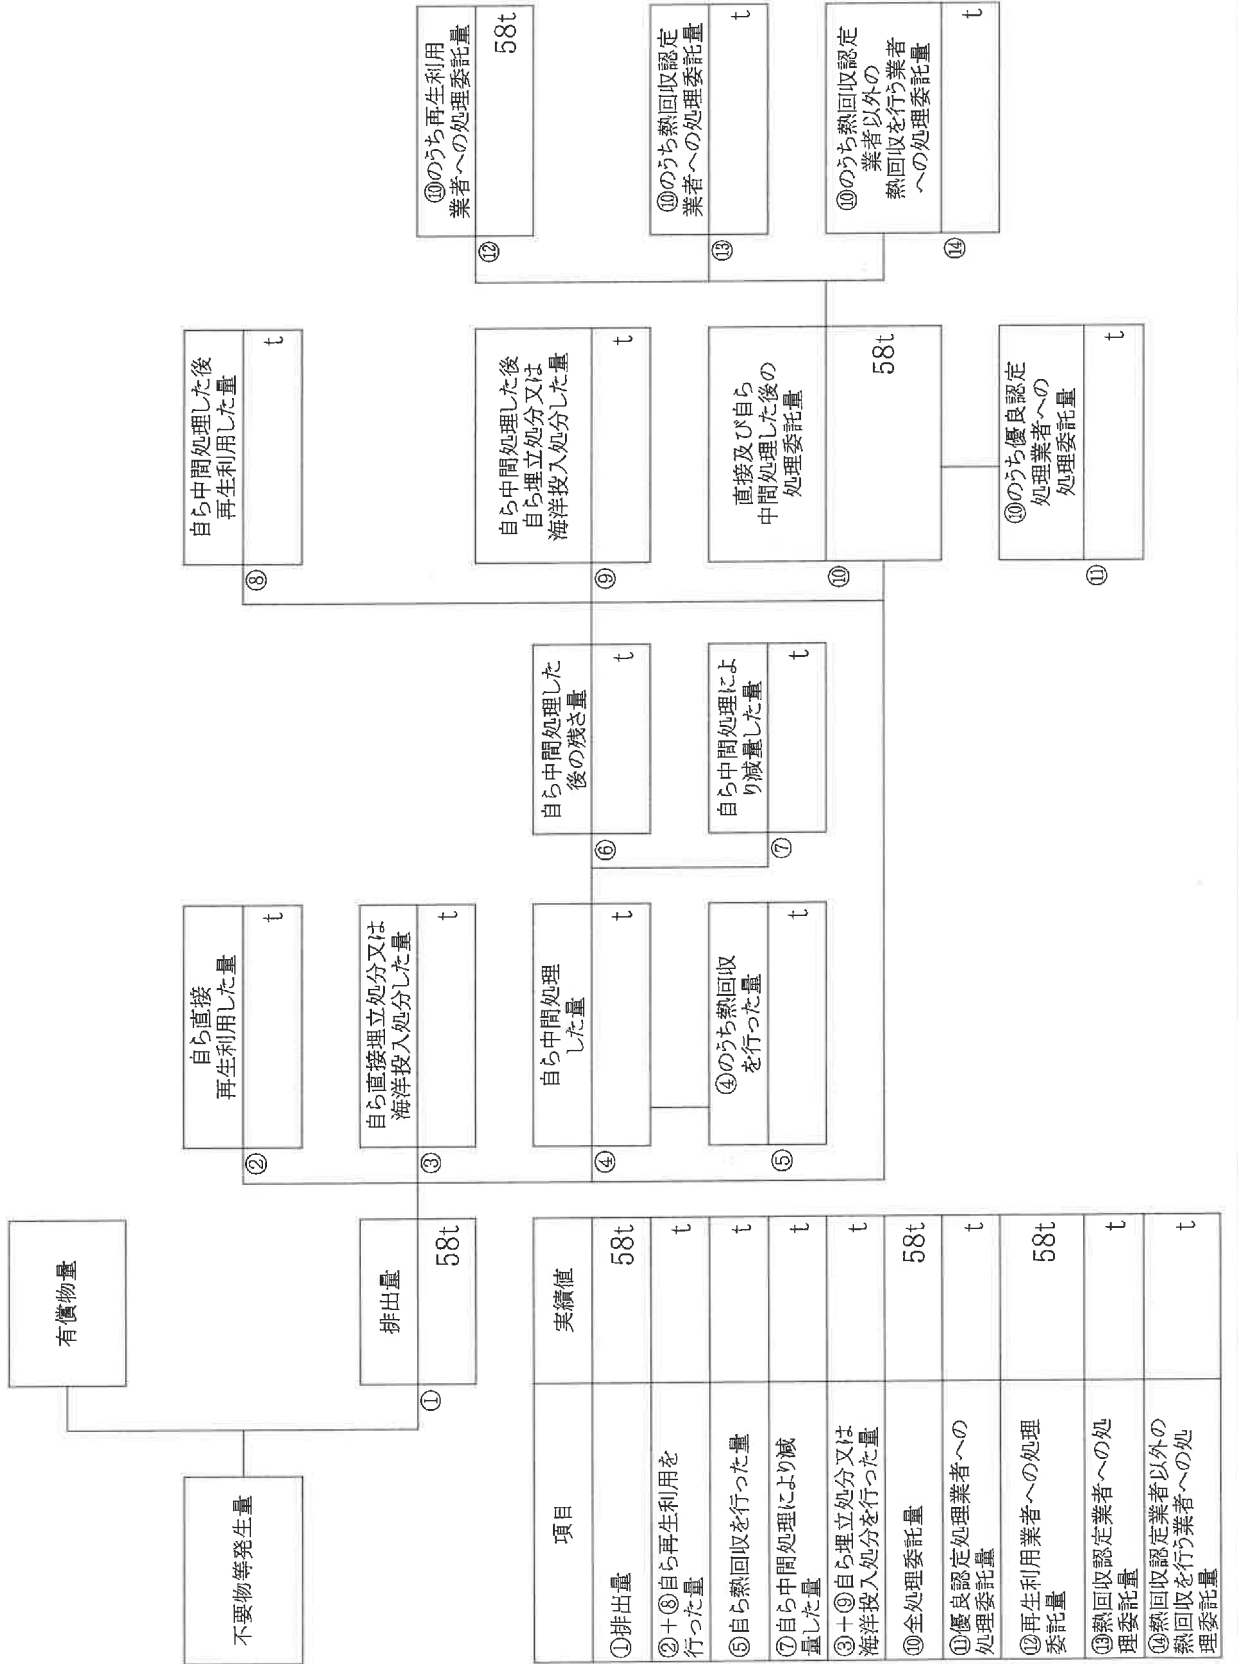 不要物等発生量
有償物量
排出量
①
58t
自ら直接
再生利用した量
②
t
自ら直接埋立処分又は
海洋投入処分した量
③
t
自ら中間処理
した量
④
t
④のうち熱回収
を行った量
⑤
t
自ら中間処理した
後の残さ量
⑥
t
自ら中間処理によ
り減量した量
⑦
t
自ら中間処理した後
再生利用した量
⑧
t
自ら中間処理した後
自ら埋立処分又は
海洋投入処分した量
⑨
t
直接及び自ら
中間処理した後の
処理委託量
⑩
58t
⑩のうち優良認定
処理業者への
処理委託量
⑪
t
⑩のうち再生利用
業者への処理委託量
⑫
58t
⑩のうち熱回収認定
業者への処理委託量
⑬
t
⑩のうち熱回収認定
業者以外の
熱回収を行う業者
への処理委託量
⑭
t
項目 実績値
①排出量 58t
②+⑧自ら再生利用を
行った量 t
⑤自ら熱回収を行った量 t
⑦自ら中間処理により減
量した量 t
③+⑨自ら埋立処分又は
海洋投入処分を行った量 t
⑩全処理委託量 58t
⑪優良認定処理業者への
処理委託量 t
⑫再生利用業者への処理
委託量 58t
⑬熱回収認定業者への処
理委託量 t
⑭熱回収認定業者以外の
熱回収を行う業者への処
理委託量 t